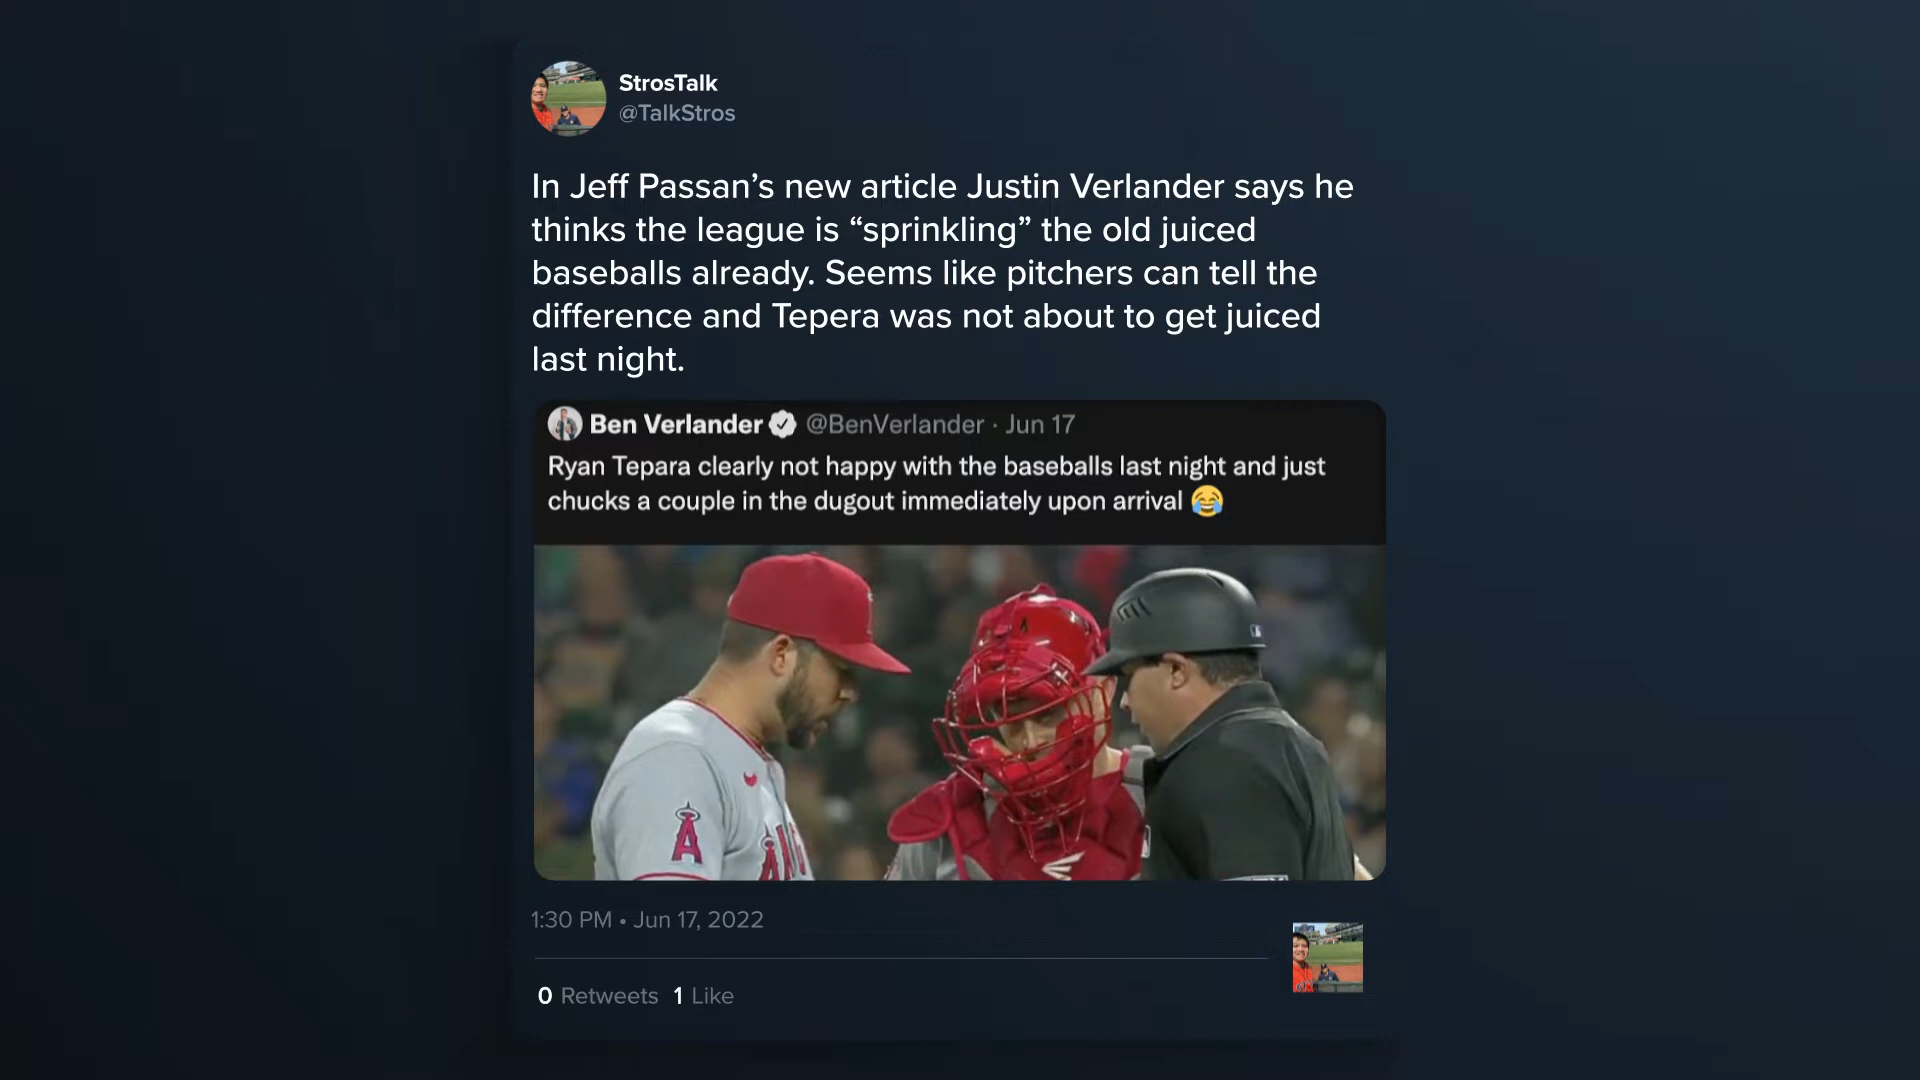 StrosTalk
@TalkStros
In Jeff Passan’s new article Justin Verlander says he
thinks the league is “sprinkling” the old juiced
baseballs already. Seems like pitchers can tell the
difference and Tepera was not about to get juiced
last night.
Ben Verlander @BenVerlander · Jun 17
Ryan Tepara clearly not happy with the baseballs last night and just
chucks a couple in the dugout immediately upon arrival 😂
A
1:30 PM • Jun 17, 2022
0 Retweets 1 Like